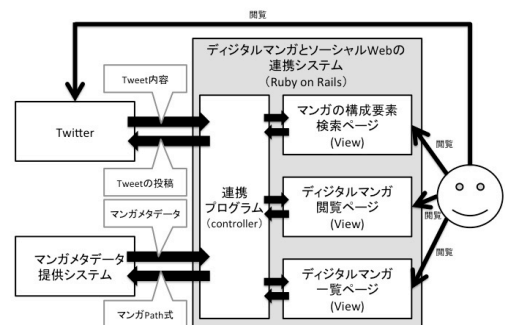 閲覧
ディジタルマンガとソーシャルWebの
連携システム
(Ruby on Rails)
Tweet内容
Twitter
Tweetの投稿
マンガメタデータ
マンガメタデータ
提供システム
マンガPath式
連携
プログラム
(controller)
マンガの構成要素
検索ページ
(View)
ディジタルマンガ
閲覧ページ
(View)
ディジタルマンガ
一覧ページ
(View)
閲覧
閲覧
閲覧